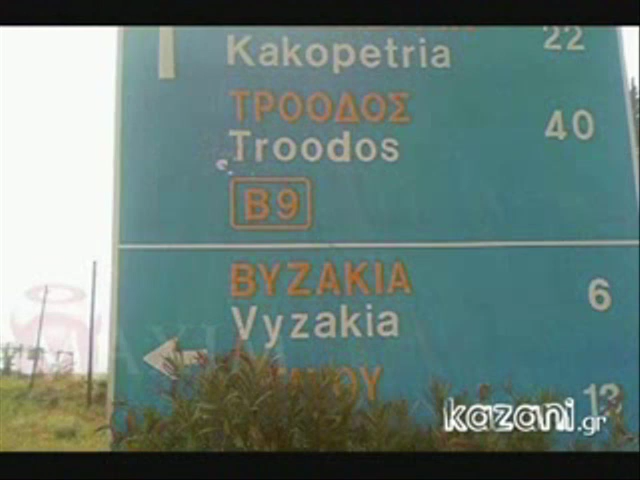 22
Kakopetria
ΤΡΟΟΔΟΣ
Troodos 40
B9
ΒΥΖΑΚΙΑ
Vyzakia 6
kazani.gr